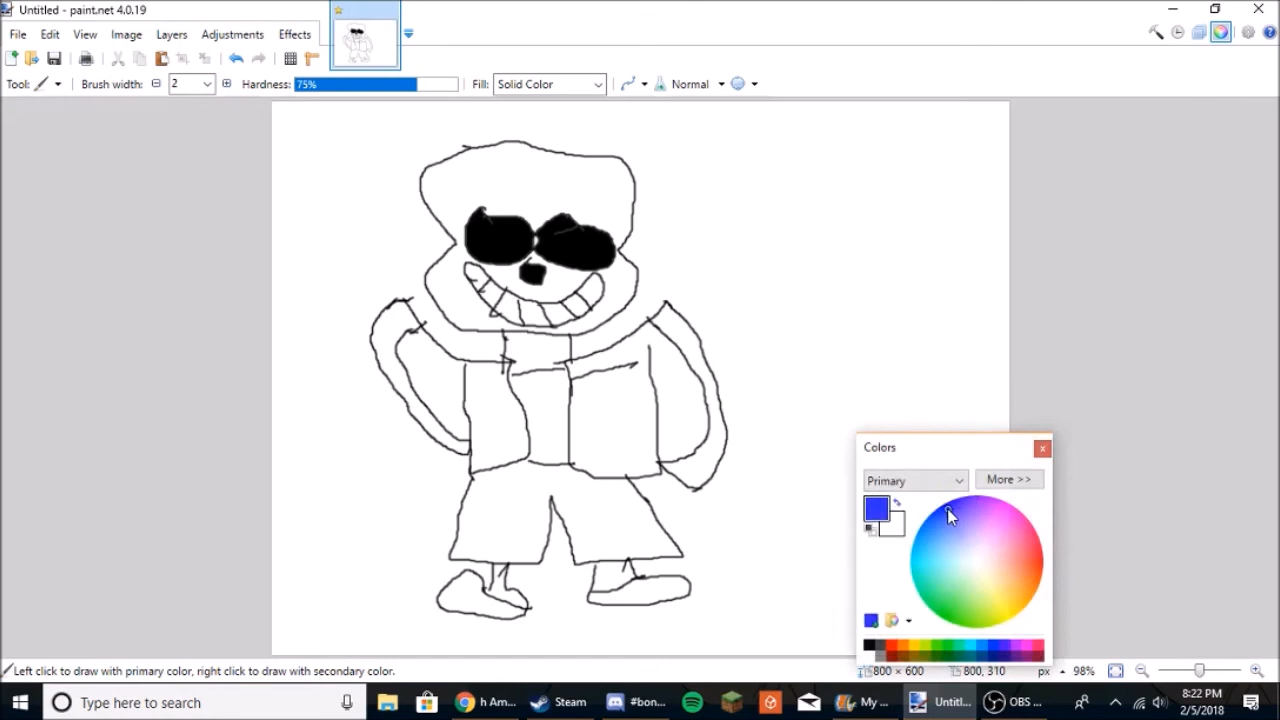 Untitled - paint.net 4.0.19
File Edit View Image Layers Adjustments Effects
Tool: Brush width: 2 Hardness: 75% Fill: Solid Color Normal
Colors
Primary More >>
Left click to draw with primary color, right click to draw with secondary color. 800 × 600 800, 310 px 98%
Type here to search h Am... Steam #bon... My ... Untitl... OBS ... 8:22 PM
2/5/2018